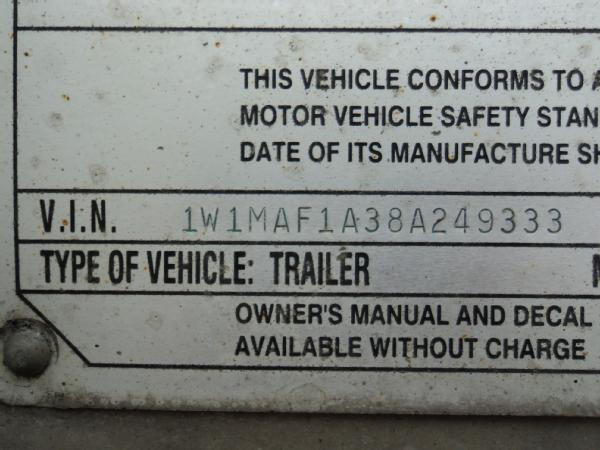 THIS VEHICLE CONFORMS TO A
MOTOR VEHICLE SAFETY STAN
DATE OF ITS MANUFACTURE SH
V.I.N. 1W1MAF1A38A249333
TYPE OF VEHICLE: TRAILER
OWNER'S MANUAL AND DECAL
AVAILABLE WITHOUT CHARGE